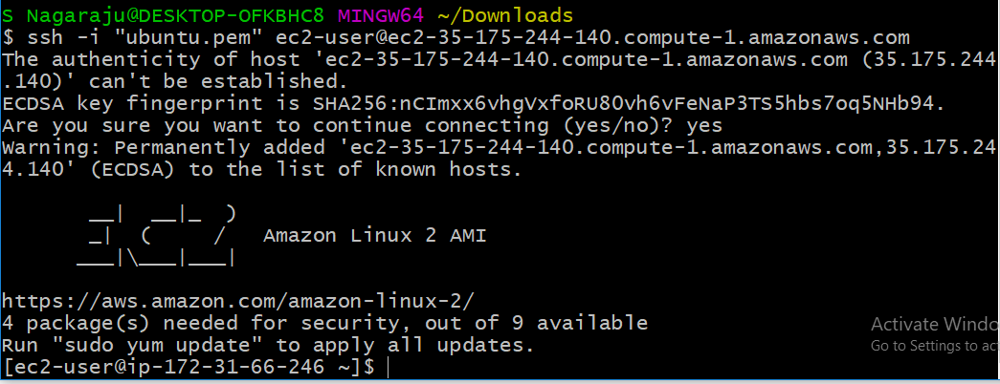 S Nagaraju@DESKTOP-OFKBHC8 MINGW64 ~/Downloads
$ ssh -i "ubuntu.pem" ec2-user@ec2-35-175-244-140.compute-1.amazonaws.com
The authenticity of host 'ec2-35-175-244-140.compute-1.amazonaws.com (35.175.244
.140)' can't be established.
ECDSA key fingerprint is SHA256:nCImxx6vhgVxfoRU8Ovh6vFeNaP3TS5hbs7oq5NHb94.
Are you sure you want to continue connecting (yes/no)? yes
Warning: Permanently added 'ec2-35-175-244-140.compute-1.amazonaws.com,35.175.24
4.140' (ECDSA) to the list of known hosts.
       __|  __|_  )
       _|  (     /   Amazon Linux 2 AMI
      ___|\___|___|
https://aws.amazon.com/amazon-linux-2/
4 package(s) needed for security, out of 9 available
Run "sudo yum update" to apply all updates.
[ec2-user@ip-172-31-66-246 ~]$
Activate Windo
Go to Settings to ac